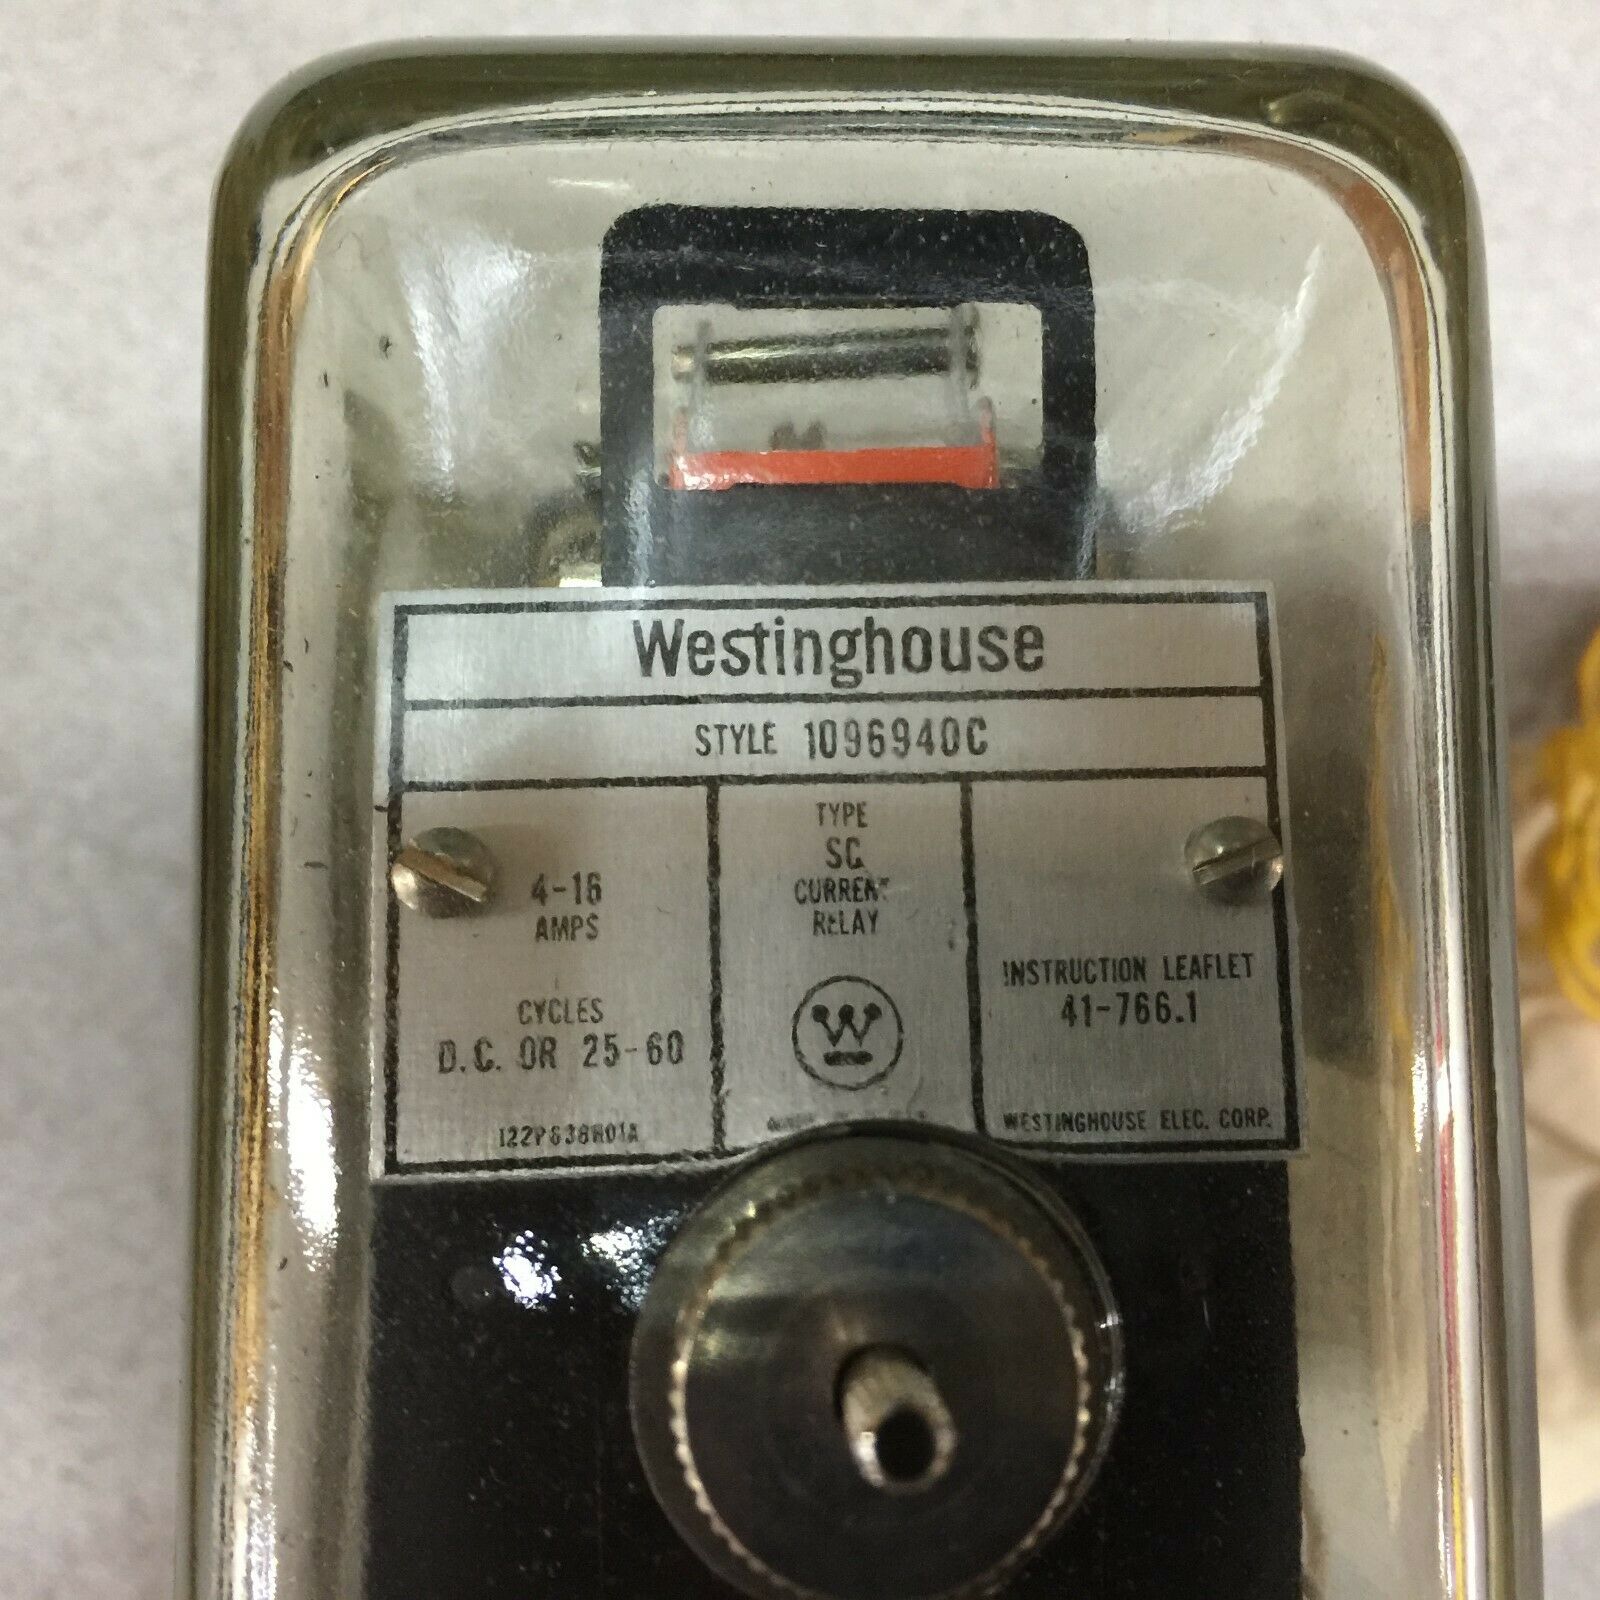 Westinghouse
STYLE 1096940C
4-16
AMPS
CYCLES
D.C. OR 25-60
TYPE
SC
CURRENT
RELAY
W
INSTRUCTION LEAFLET
41-766.1
WESTINGHOUSE ELEC. CORP.